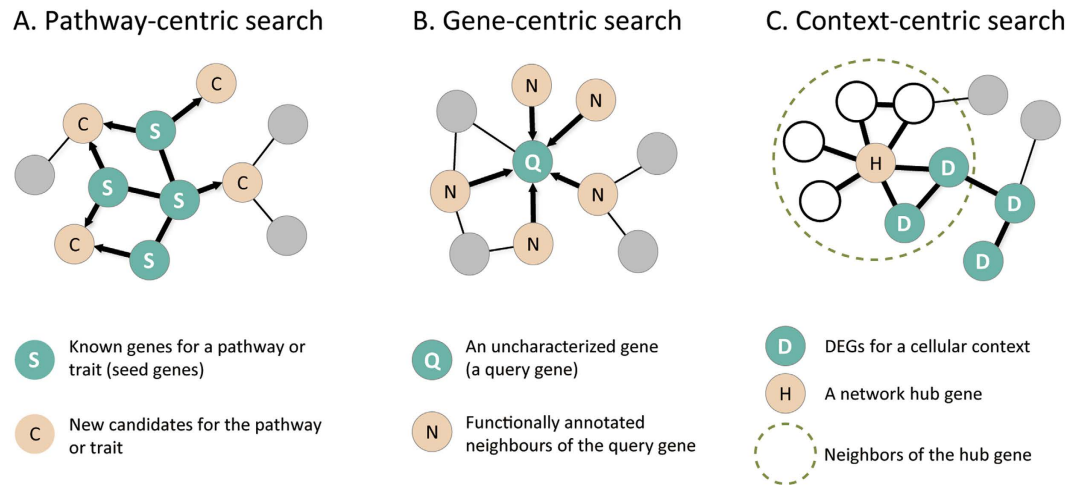 A. Pathway-centric search
B. Gene-centric search
C. Context-centric search
C
C
S
S
S
C
C
S
N
N
Q
N
N
N
H
D
D
D
D
S
Known genes for a pathway or
trait (seed genes)
C
New candidates for the pathway
or trait
Q
An uncharacterized gene
(a query gene)
N
Functionally annotated
neighbours of the query gene
D
DEGs for a cellular context
H
A network hub gene
Neighbors of the hub gene